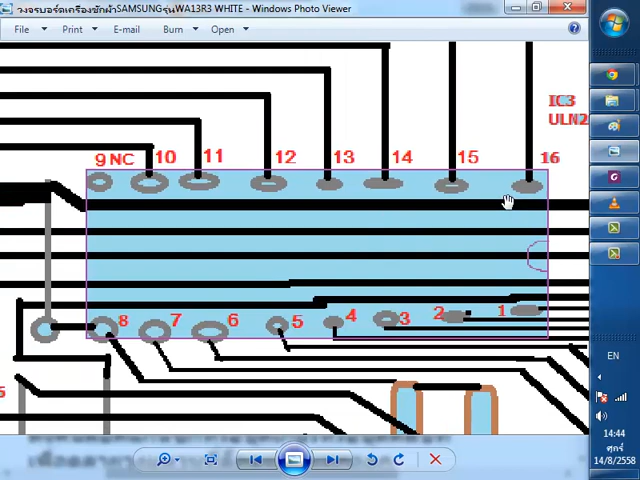 วงจรบอร์ดเครื่องซักผ้าSAMSUNGรุ่นWA13R3 WHITE - Windows Photo Viewer
File Print E-mail Burn Open
IC3
ULN2
9 NC 10 11 12 13 14 15 16
8 7 6 5 4 3 2 1
EN
14:44
ศุกร์
14/8/2558